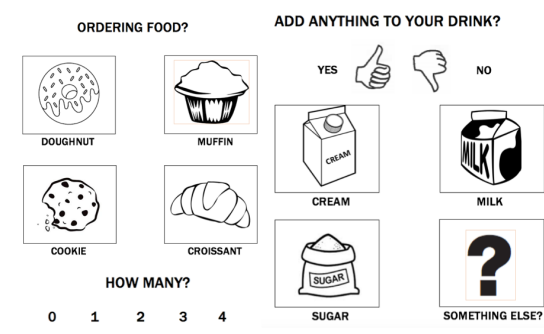 ORDERING FOOD?
DOUGHNUT MUFFIN
COOKIE CROISSANT
HOW MANY?
0 1 2 3 4
ADD ANYTHING TO YOUR DRINK?
YES NO
CREAM MILK
CREAM MILK
SUGAR ?
SUGAR SOMETHING ELSE?